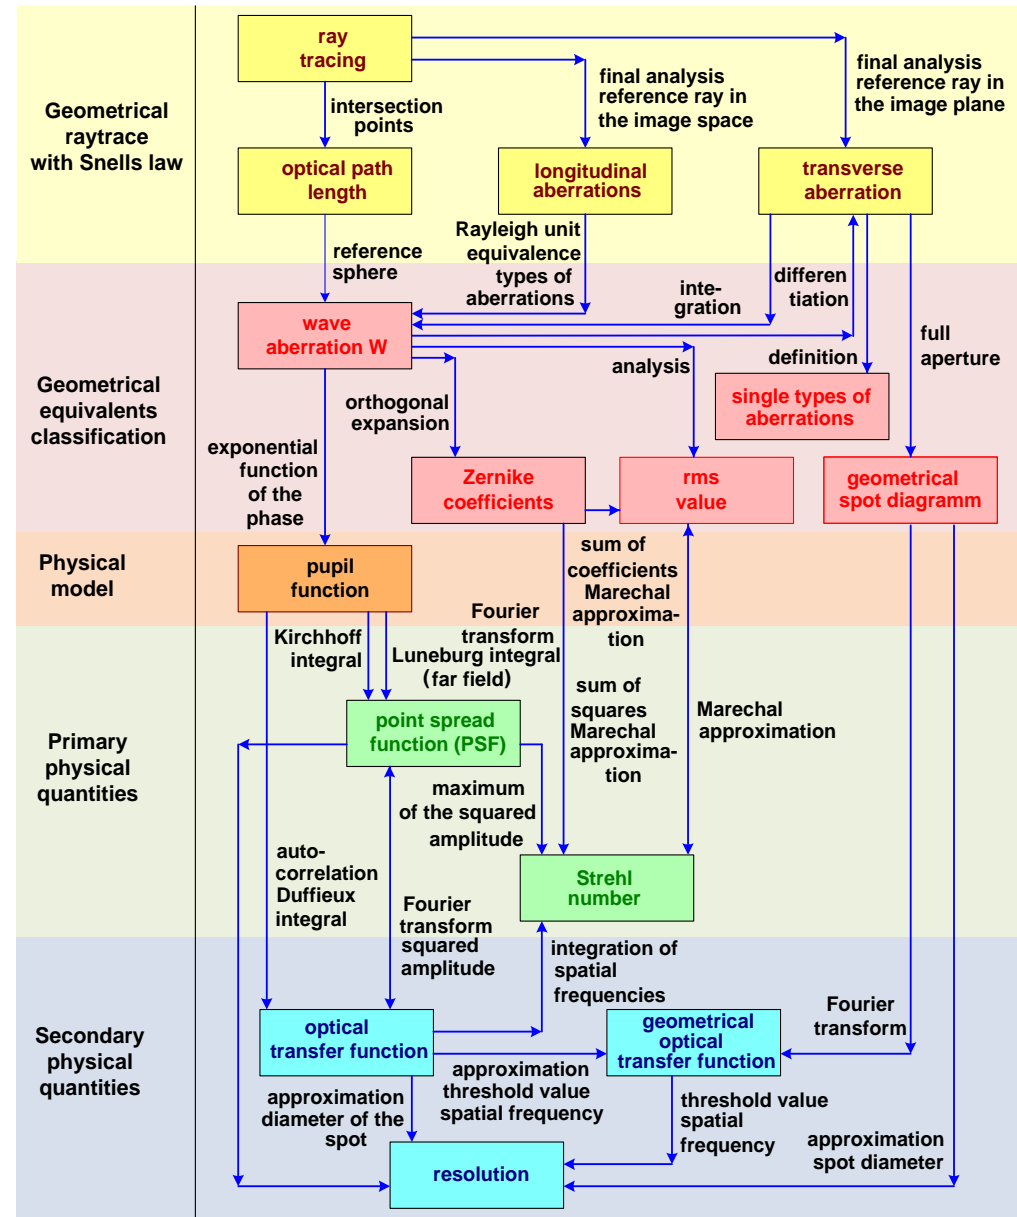 ray
tracing
final analysis
reference ray in
the image space
final analysis
reference ray in
the image plane
Geometrical
raytrace
with Snells law
intersection
points
optical path
length
longitudinal
aberrations
transverse
aberration
reference
sphere
Rayleigh unit
equivalence
types of
aberrations
inte-
gration
differen
tiation
wave
aberration W
full
aperture
analysis
definition
single types of
aberrations
Geometrical
equivalents
classification
orthogonal
expansion
exponential
function
of the
phase
Zernike
coefficients
rms
value
geometrical
spot diagramm
Physical
model
pupil
function
sum of
coefficients
Marechal
approxima-
tion
Kirchhoff
integral
Fourier
transform
Luneburg integral
(far field)
sum of
squares
Marechal
approxima-
tion
Marechal
approximation
Primary
physical
quantities
point spread
function (PSF)
maximum
of the squared
amplitude
auto-
correlation
Duffieux
integral
Strehl
number
Fourier
transform
squared
amplitude
integration of
spatial
frequencies
Secondary
physical
quantities
optical
transfer function
geometrical
optical
transfer function
Fourier
transform
approximation
diameter of the
spot
approximation
threshold value
spatial frequency
threshold value
spatial
frequency
approximation
spot diameter
resolution